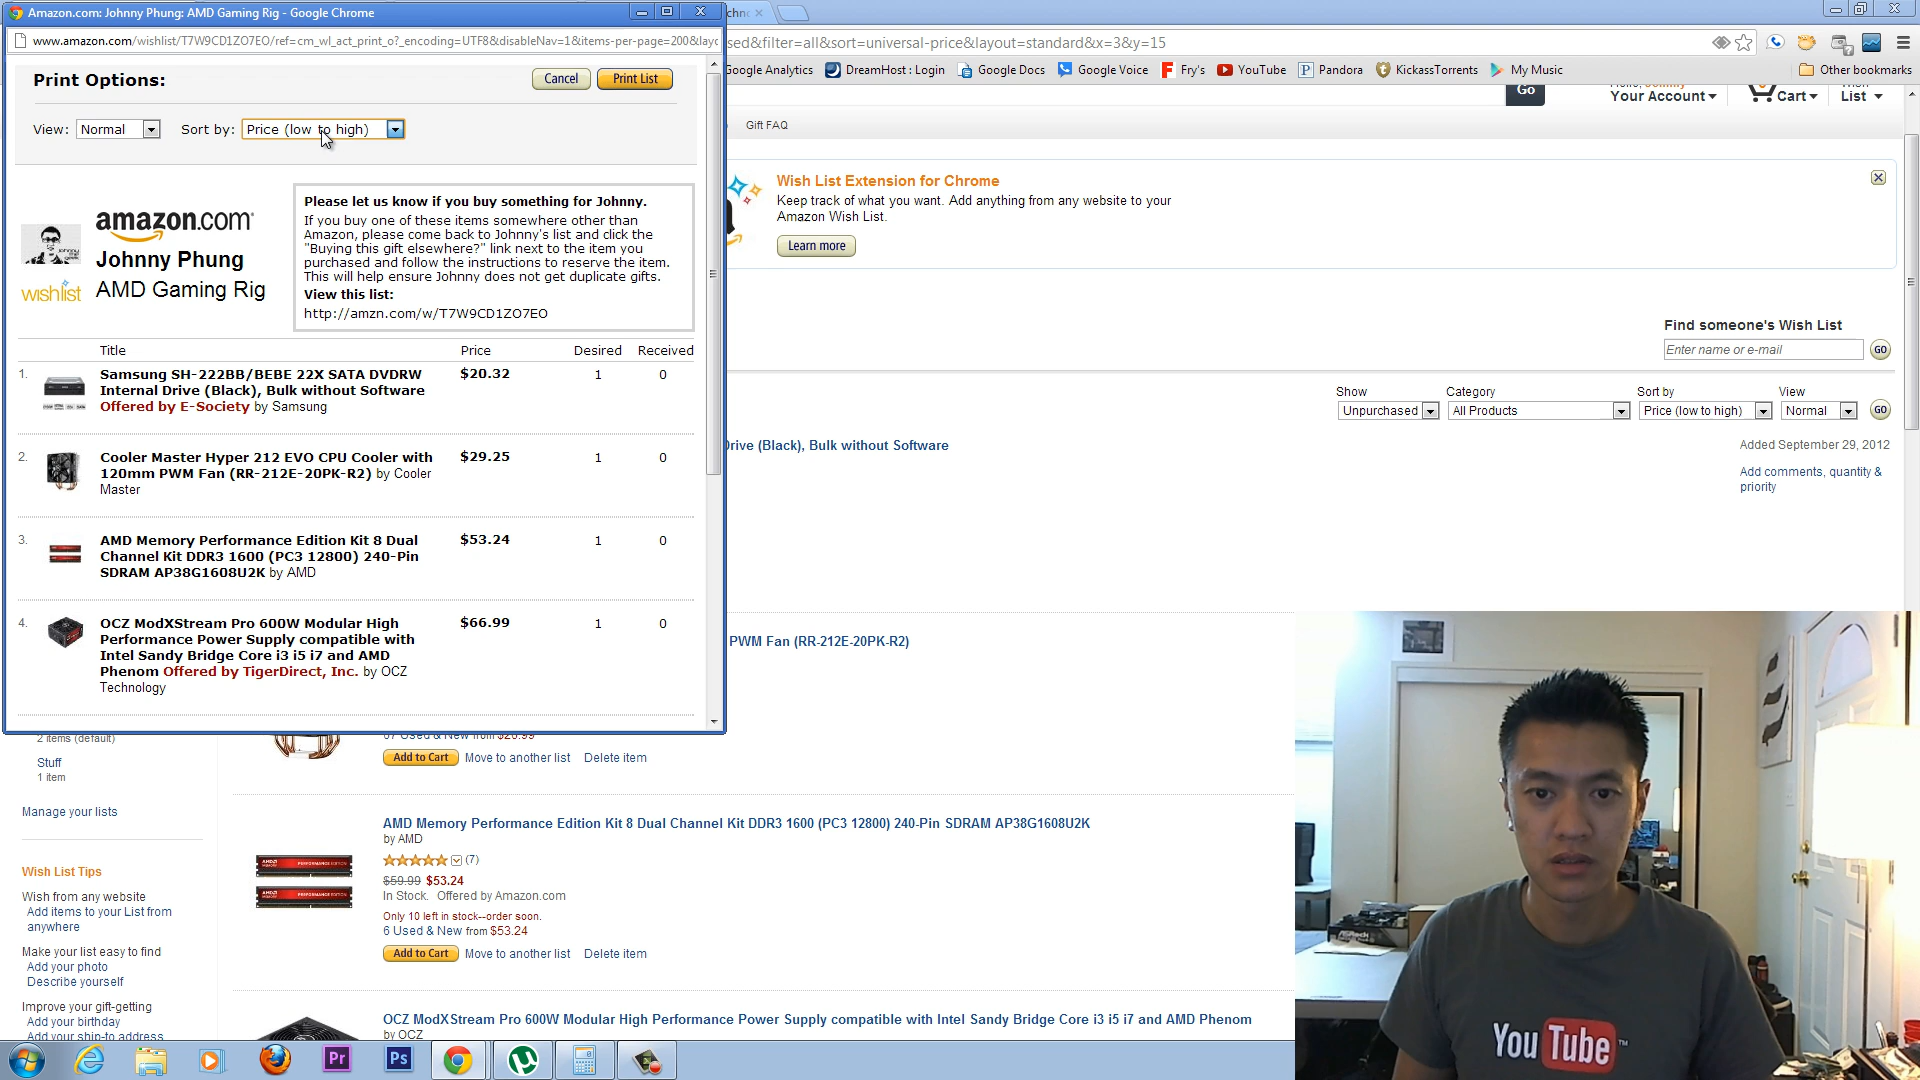 Amazon.com: Johnny Phung: AMD Gaming Rig - Google Chrome
www.amazon.com/wishlist/T7W9CD1ZO7EO/ref=cm_wl_act_print_o?_encoding=UTF8&disableNav=1&items-per-page=200&layo
Print Options:
Cancel
Print List
View:
Normal
Sort by:
Price (low to high)
amazon.com
Johnny Phung
wishlist
AMD Gaming Rig
Please let us know if you buy something for Johnny.
If you buy one of these items somewhere other than
Amazon, please come back to Johnny's list and click the
"Buying this gift elsewhere?" link next to the item you
purchased and follow the instructions to reserve the item.
This will help ensure Johnny does not get duplicate gifts.
View this list:
http://amzn.com/w/T7W9CD1ZO7EO
Title Price Desired Received
1. Samsung SH-222BB/BEBE 22X SATA DVDRW $20.32 1 0
Internal Drive (Black), Bulk without Software
Offered by E-Society by Samsung
2. Cooler Master Hyper 212 EVO CPU Cooler with $29.25 1 0
120mm PWM Fan (RR-212E-20PK-R2) by Cooler
Master
3. AMD Memory Performance Edition Kit 8 Dual $53.24 1 0
Channel Kit DDR3 1600 (PC3 12800) 240-Pin
SDRAM AP38G1608U2K by AMD
4. OCZ ModXStream Pro 600W Modular High $66.99 1 0
Performance Power Supply compatible with
Intel Sandy Bridge Core i3 i5 i7 and AMD
Phenom Offered by TigerDirect, Inc. by OCZ
Technology
sed&filter=all&sort=universal-price&layout=standard&x=3&y=15
Google Analytics
DreamHost : Login
Google Docs
Google Voice
Fry's
YouTube
Pandora
KickassTorrents
My Music
Other bookmarks
Go
Your Account
Cart
List
Gift FAQ
Wish List Extension for Chrome
Keep track of what you want. Add anything from any website to your
Amazon Wish List.
Learn more
Find someone's Wish List
Enter name or e-mail
GO
Show Category Sort by View
Unpurchased All Products Price (low to high) Normal GO
Drive (Black), Bulk without Software
Added September 29, 2012
Add comments, quantity &
priority
PWM Fan (RR-212E-20PK-R2)
2 items (default)
Stuff
1 item
Manage your lists
Wish List Tips
Wish from any website
Add items to your List from
anywhere
Make your list easy to find
Add your photo
Describe yourself
Improve your gift-getting
Add your birthday
Add your ship-to address
Add to Cart Move to another list Delete item
AMD Memory Performance Edition Kit 8 Dual Channel Kit DDR3 1600 (PC3 12800) 240-Pin SDRAM AP38G1608U2K
by AMD
(7)
$59.99 $53.24
In Stock. Offered by Amazon.com
Only 10 left in stock--order soon.
6 Used & New from $53.24
Add to Cart Move to another list Delete item
OCZ ModXStream Pro 600W Modular High Performance Power Supply compatible with Intel Sandy Bridge Core i3 i5 i7 and AMD Phenom
by OCZ
Pr
Ps
YouTube